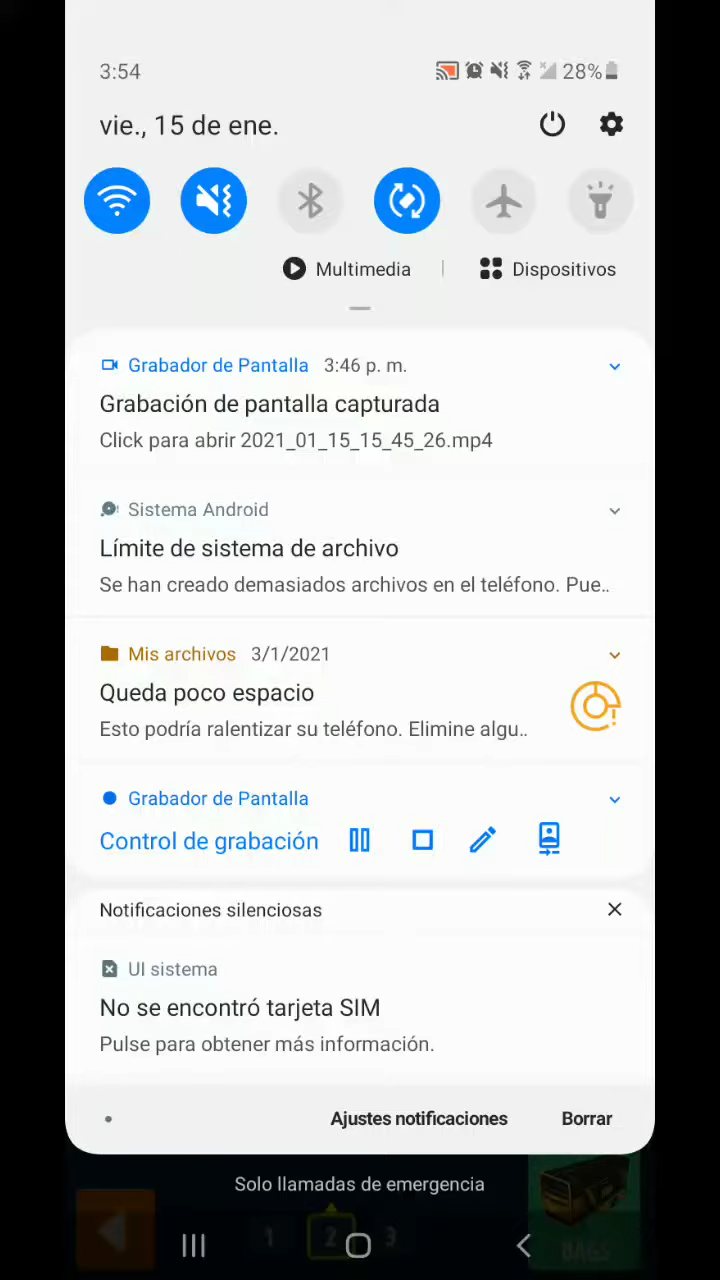 3:54
28%
vie., 15 de ene.
Multimedia
Dispositivos
Grabador de Pantalla 3:46 p. m.
Grabación de pantalla capturada
Click para abrir 2021_01_15_15_45_26.mp4
Sistema Android
Límite de sistema de archivo
Se han creado demasiados archivos en el teléfono. Pue..
Mis archivos 3/1/2021
Queda poco espacio
Esto podría ralentizar su teléfono. Elimine algu..
Grabador de Pantalla
Control de grabación
Notificaciones silenciosas
UI sistema
No se encontró tarjeta SIM
Pulse para obtener más información.
Ajustes notificaciones
Borrar
Solo llamadas de emergencia
1 2 3
BAGS